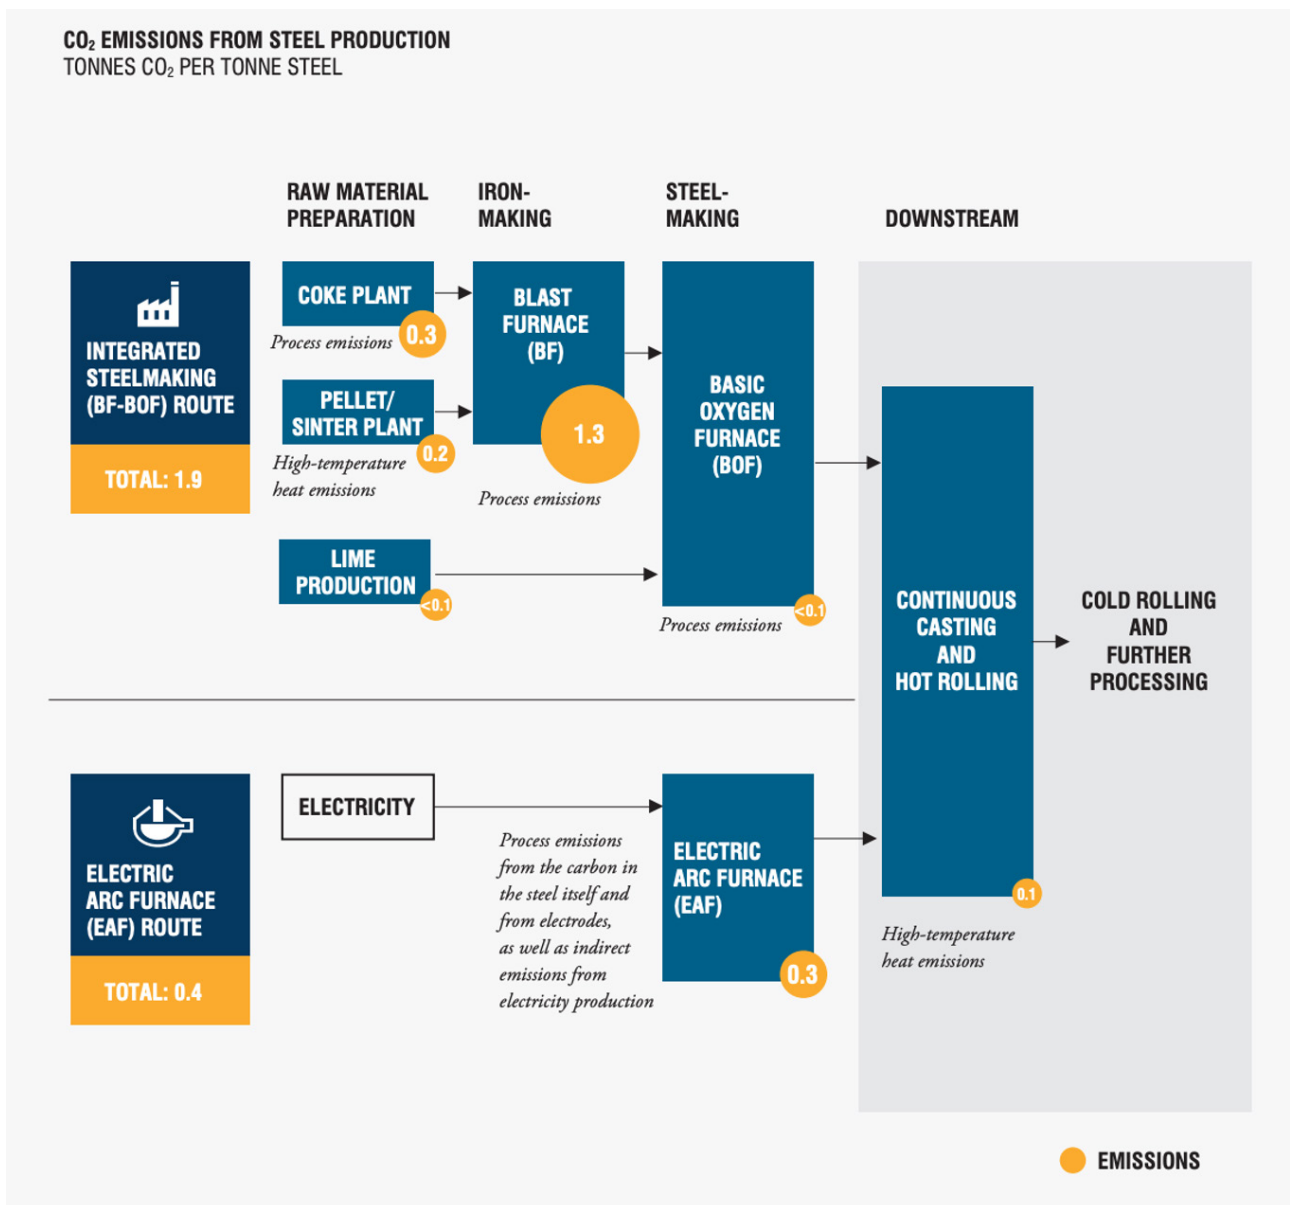 CO₂ EMISSIONS FROM STEEL PRODUCTION
TONNES CO₂ PER TONNE STEEL
RAW MATERIAL
PREPARATION
IRON-
MAKING
STEEL-
MAKING
DOWNSTREAM
INTEGRATED
STEELMAKING
(BF-BOF) ROUTE
TOTAL: 1.9
COKE PLANT
0.3
Process emissions
PELLET/
SINTER PLANT
0.2
High-temperature
heat emissions
LIME
PRODUCTION
<0.1
BLAST
FURNACE
(BF)
1.3
Process emissions
BASIC
OXYGEN
FURNACE
(BOF)
<0.1
Process emissions
CONTINUOUS
CASTING
AND
HOT ROLLING
0.1
High-temperature
heat emissions
COLD ROLLING
AND
FURTHER
PROCESSING
ELECTRIC
ARC FURNACE
(EAF) ROUTE
TOTAL: 0.4
ELECTRICITY
Process emissions
from the carbon in
the steel itself and
from electrodes,
as well as indirect
emissions from
electricity production
ELECTRIC
ARC FURNACE
(EAF)
0.3
EMISSIONS